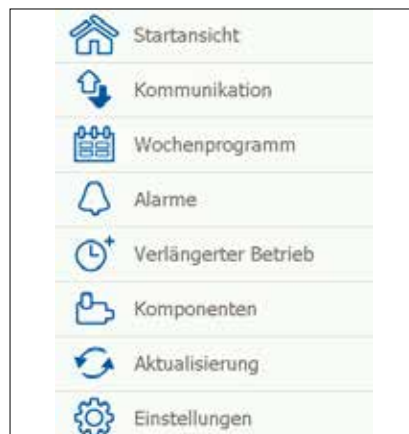 Startansicht
Kommunikation
Wochenprogramm
Alarme
Verlängerter Betrieb
Komponenten
Aktualisierung
Einstellungen